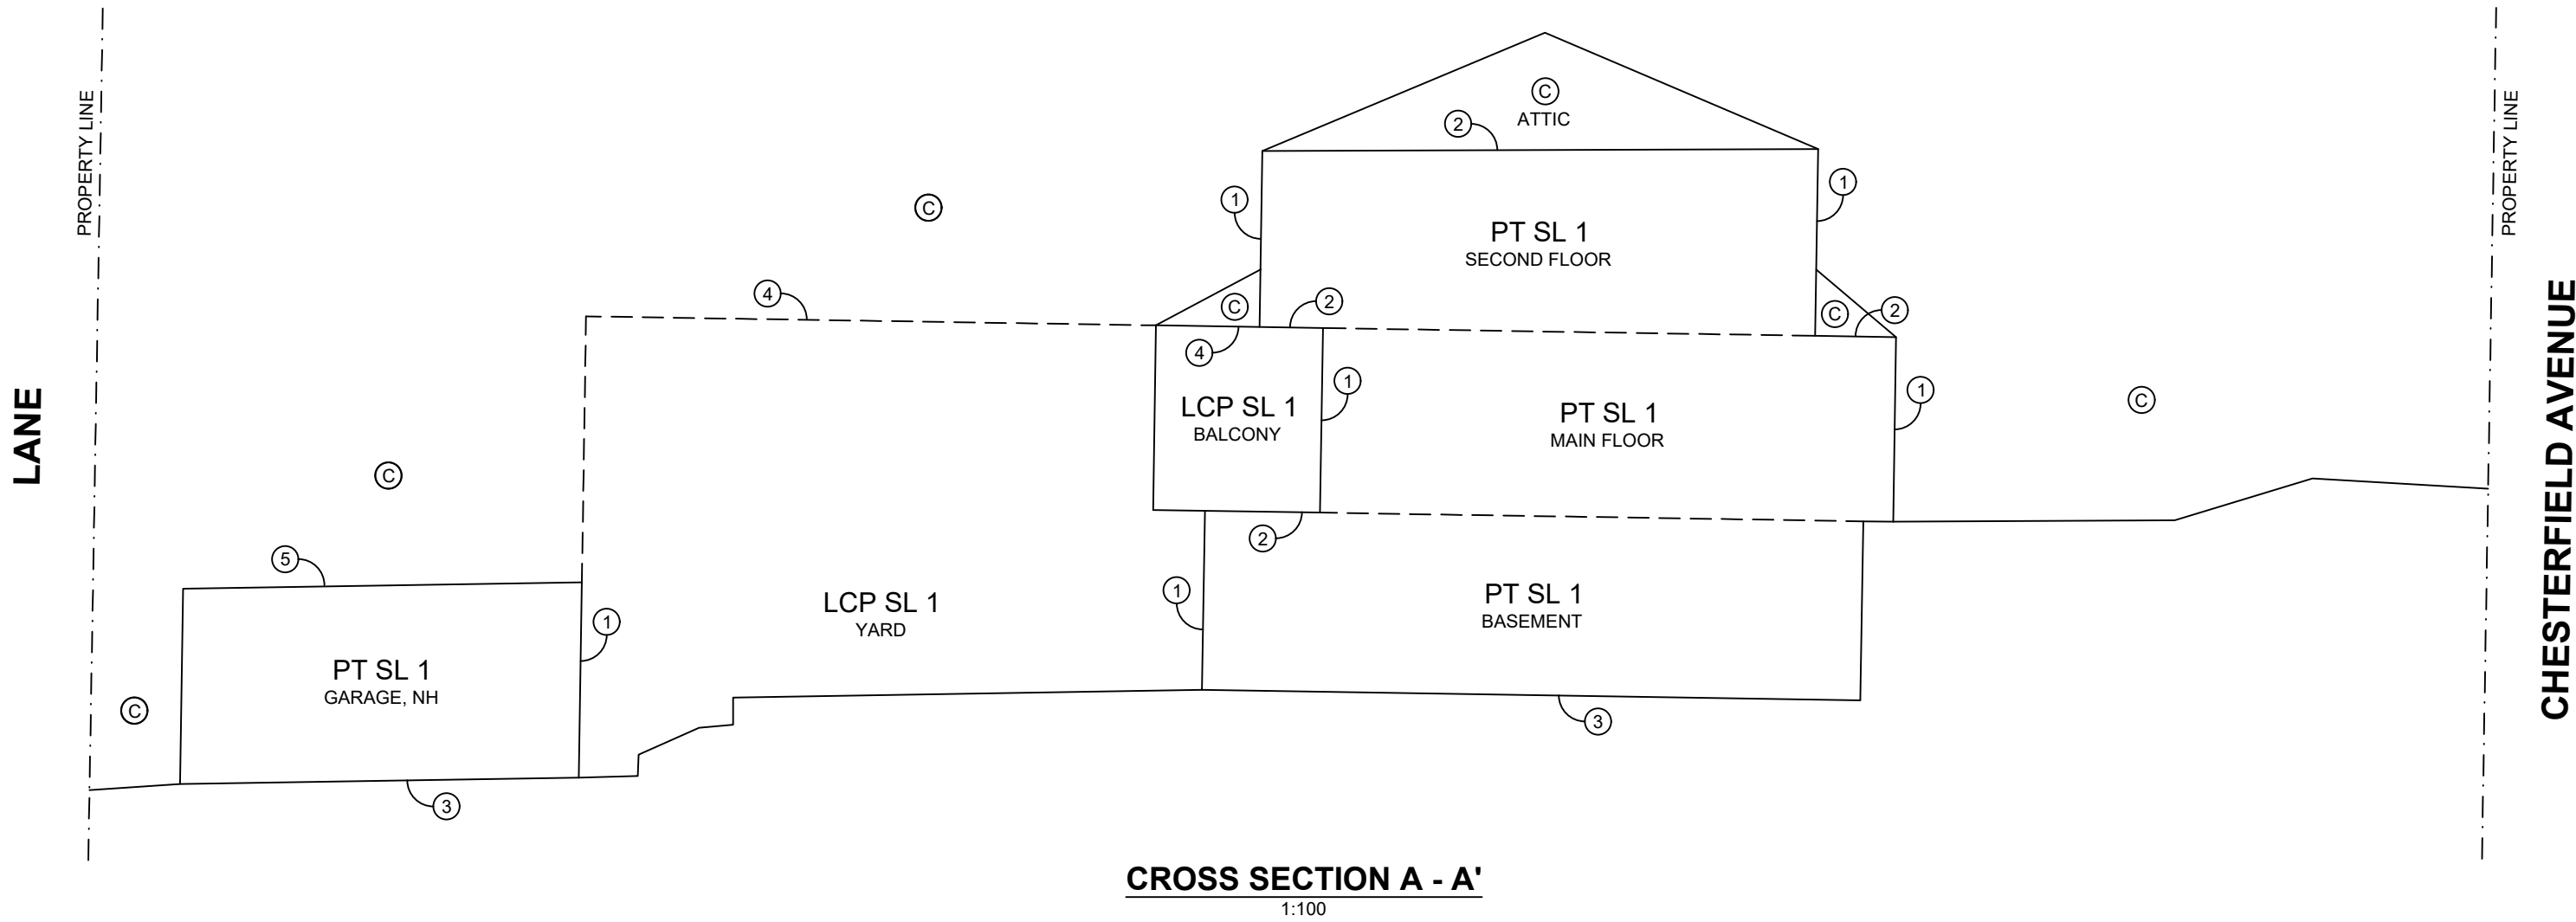 PROPERTY LINE
PROPERTY LINE
C
ATTIC
2
1
1
C
PT SL 1
SECOND FLOOR
4
C
2
C
2
4
LANE
LCP SL 1
BALCONY
1
PT SL 1
MAIN FLOOR
1
C
CHESTERFIELD AVENUE
C
5
2
1
LCP SL 1
YARD
1
PT SL 1
BASEMENT
PT SL 1
GARAGE, NH
C
3
3
CROSS SECTION A - A'
1:100